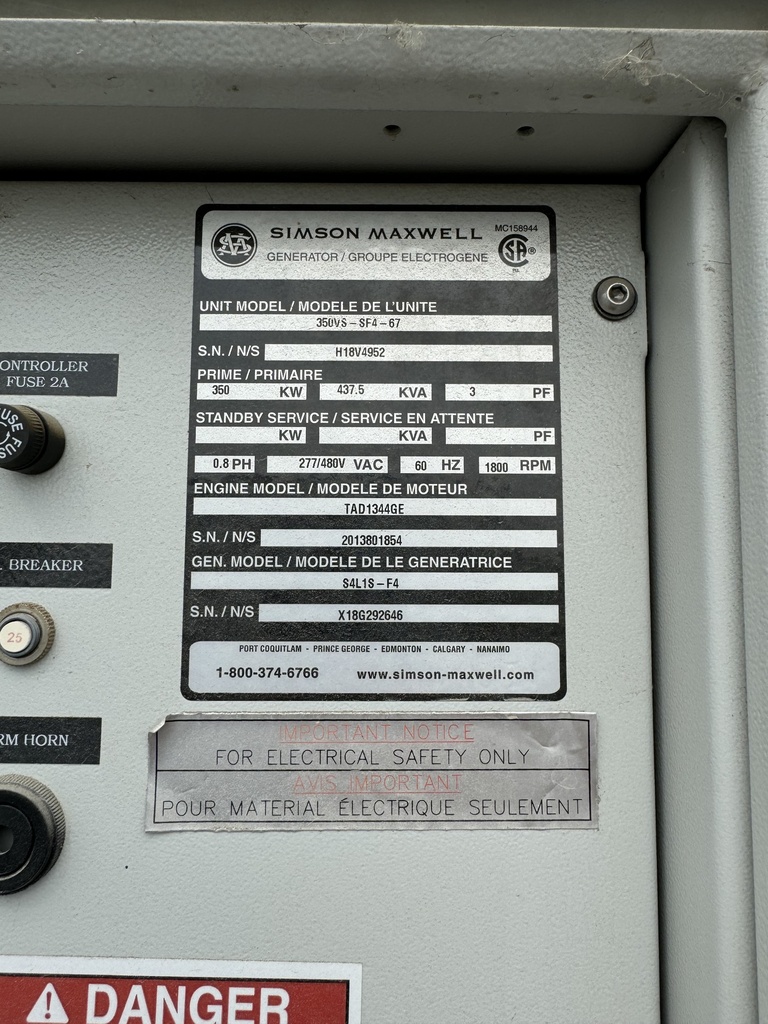 SIMSON MAXWELL
MC158944
GENERATOR / GROUPE ELECTROGENE
CSA ®
UNIT MODEL / MODELE DE L'UNITE
350VS - SF4 - 67
S.N. / N/S H18V4952
PRIME / PRIMAIRE
350 KW 437.5 KVA 3 PF
STANDBY SERVICE / SERVICE EN ATTENTE
KW KVA PF
0.8 PH 277/480V VAC 60 HZ 1800 RPM
ENGINE MODEL / MODELE DE MOTEUR
TAD1344GE
S.N. / N/S 2013801854
GEN. MODEL / MODELE DE LE GENERATRICE
S4L1S - F4
S.N. / N/S X18G292646
PORT COQUITLAM - PRINCE GEORGE - EDMONTON - CALGARY - NANAIMO
1-800-374-6766 www.simson-maxwell.com
IMPORTANT NOTICE
FOR ELECTRICAL SAFETY ONLY
AVIS IMPORTANT
POUR MATERIAL ÉLECTRIQUE SEULEMENT
ONTROLLER
FUSE 2A
FUSE FUS
. BREAKER
25
RM HORN
DANGER